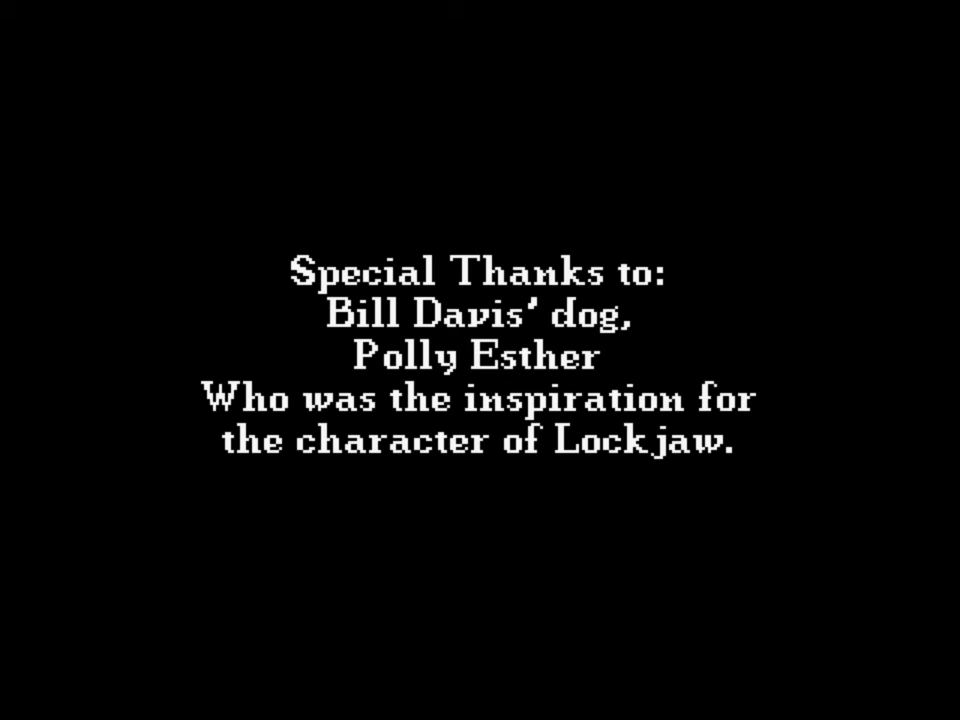 Special Thanks to:
Bill Davis' dog,
Polly Esther
Who was the inspiration for
the character of Lockjaw.